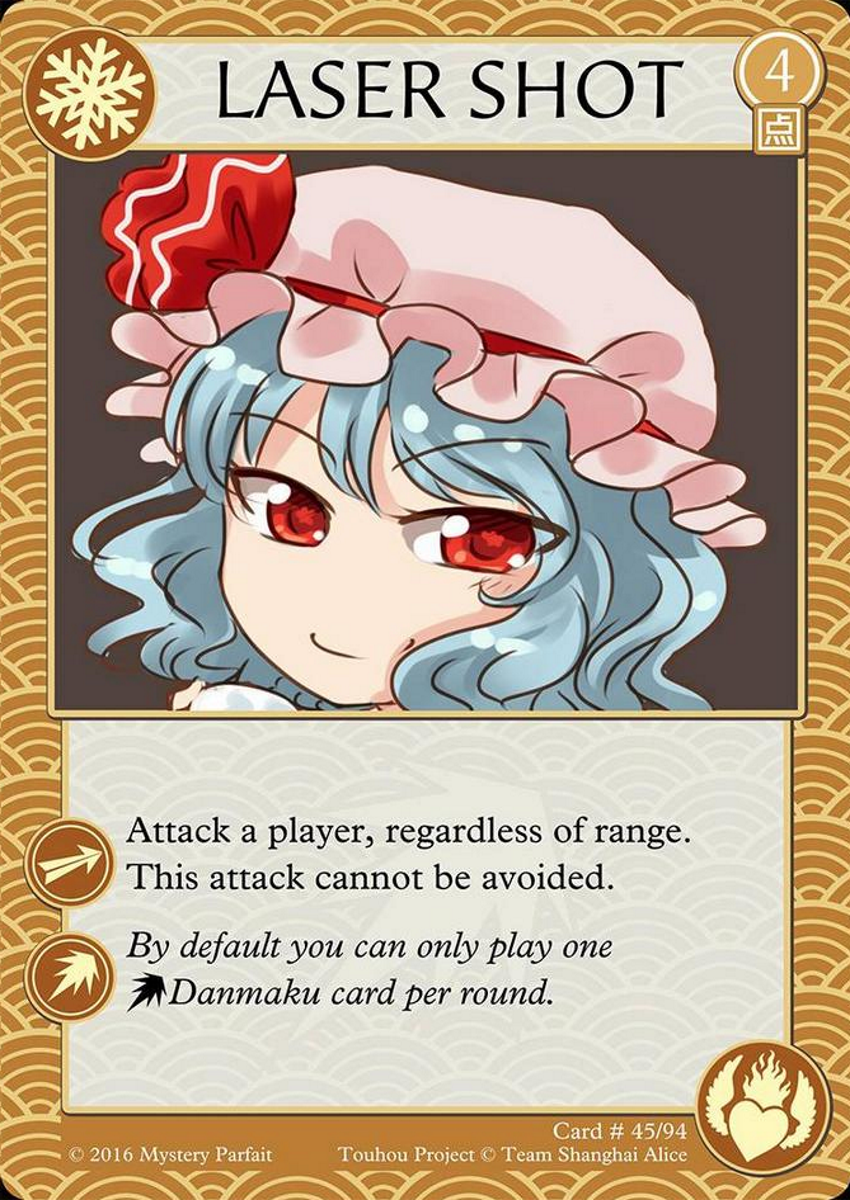 LASER SHOT
4
点
Attack a player, regardless of range.
This attack cannot be avoided.
By default you can only play one
Danmaku card per round.
Card # 45/94
© 2016 Mystery Parfait Touhou Project © Team Shanghai Alice